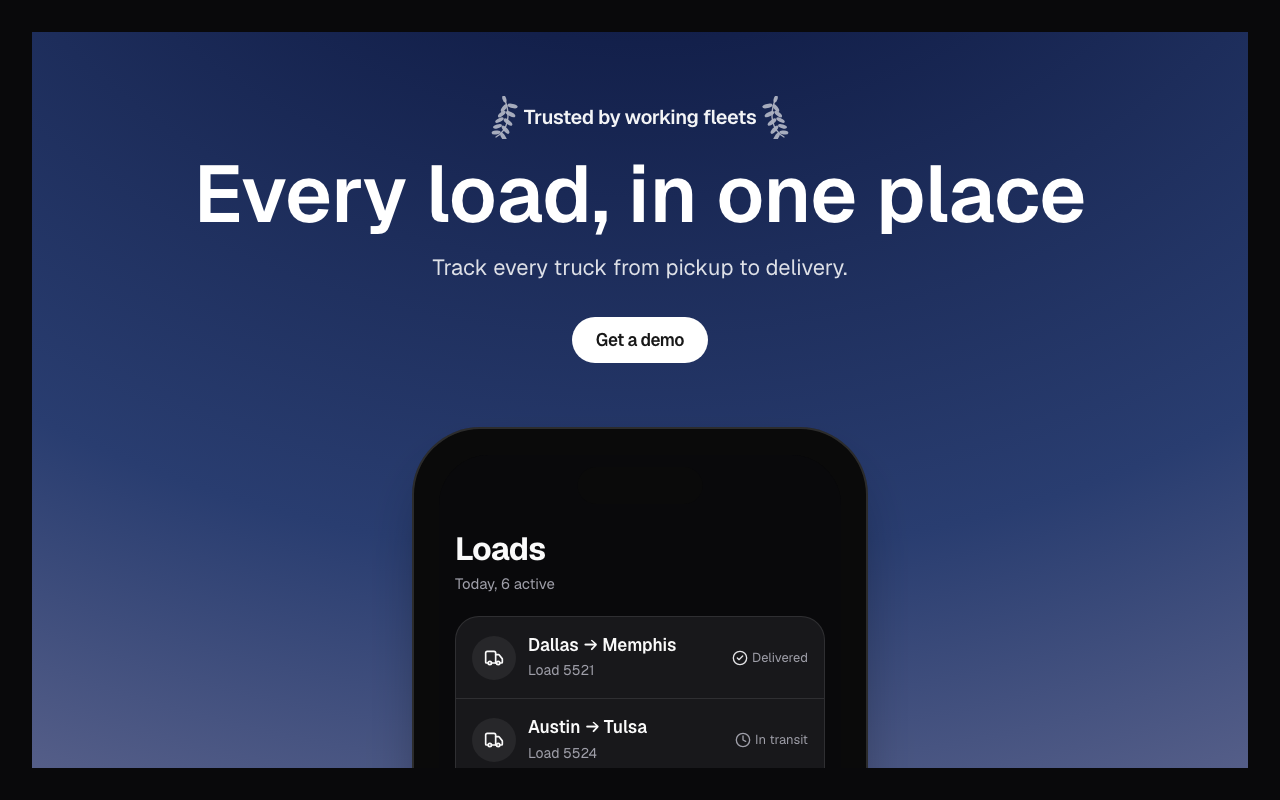 Trusted by working fleets
Every load, in one place
Track every truck from pickup to delivery.
Get a demo
Loads
Today, 6 active
Dallas → Memphis
Load 5521
Delivered
Austin → Tulsa
Load 5524
In transit